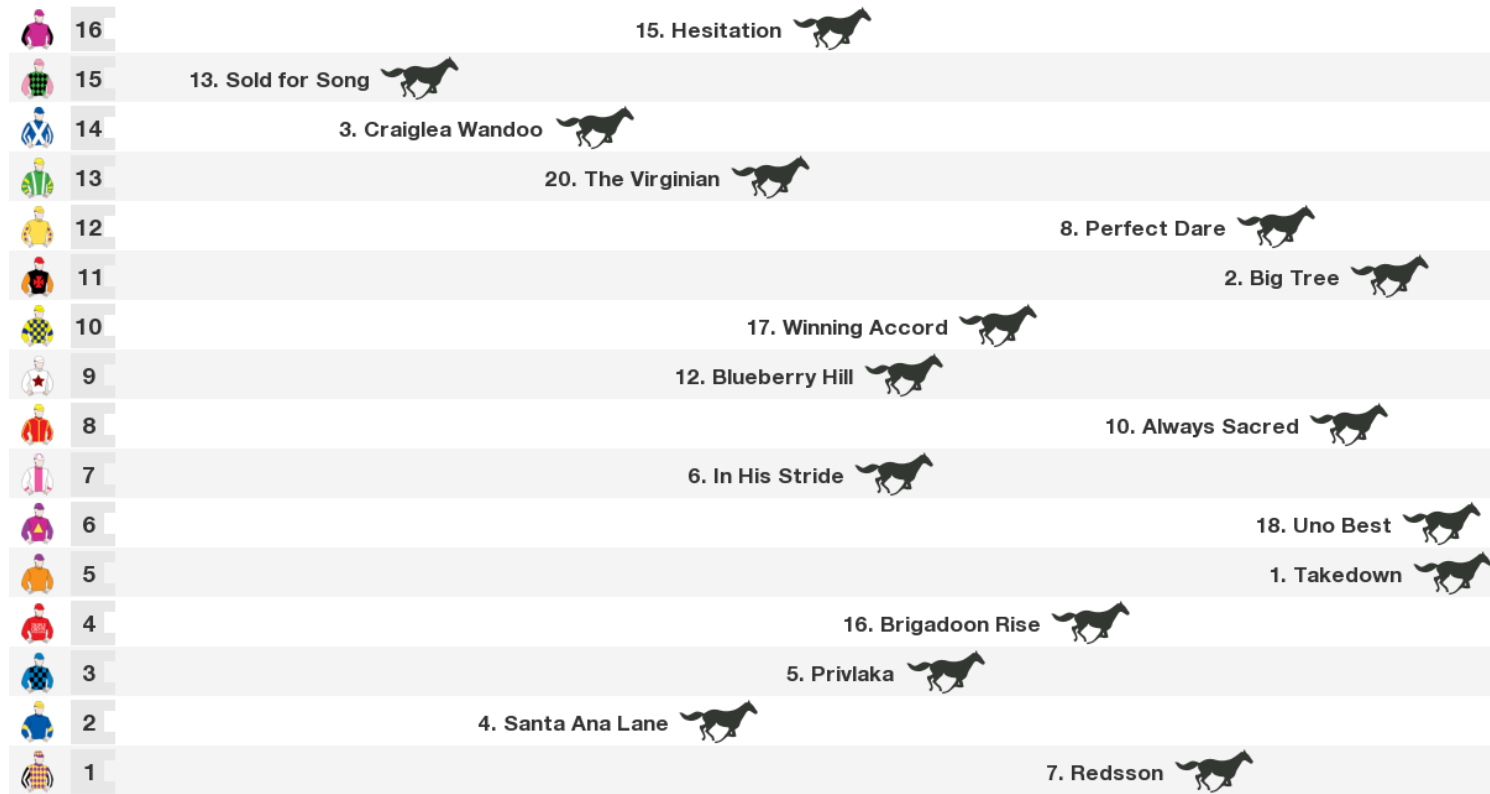 16 15. Hesitation
15 13. Sold for Song
14 3. Craiglea Wandoo
13 20. The Virginian
12 8. Perfect Dare
11 2. Big Tree
10 17. Winning Accord
9 12. Blueberry Hill
8 10. Always Sacred
7 6. In His Stride
6 18. Uno Best
5 1. Takedown
4 16. Brigadoon Rise
3 5. Privlaka
2 4. Santa Ana Lane
1 7. Redsson